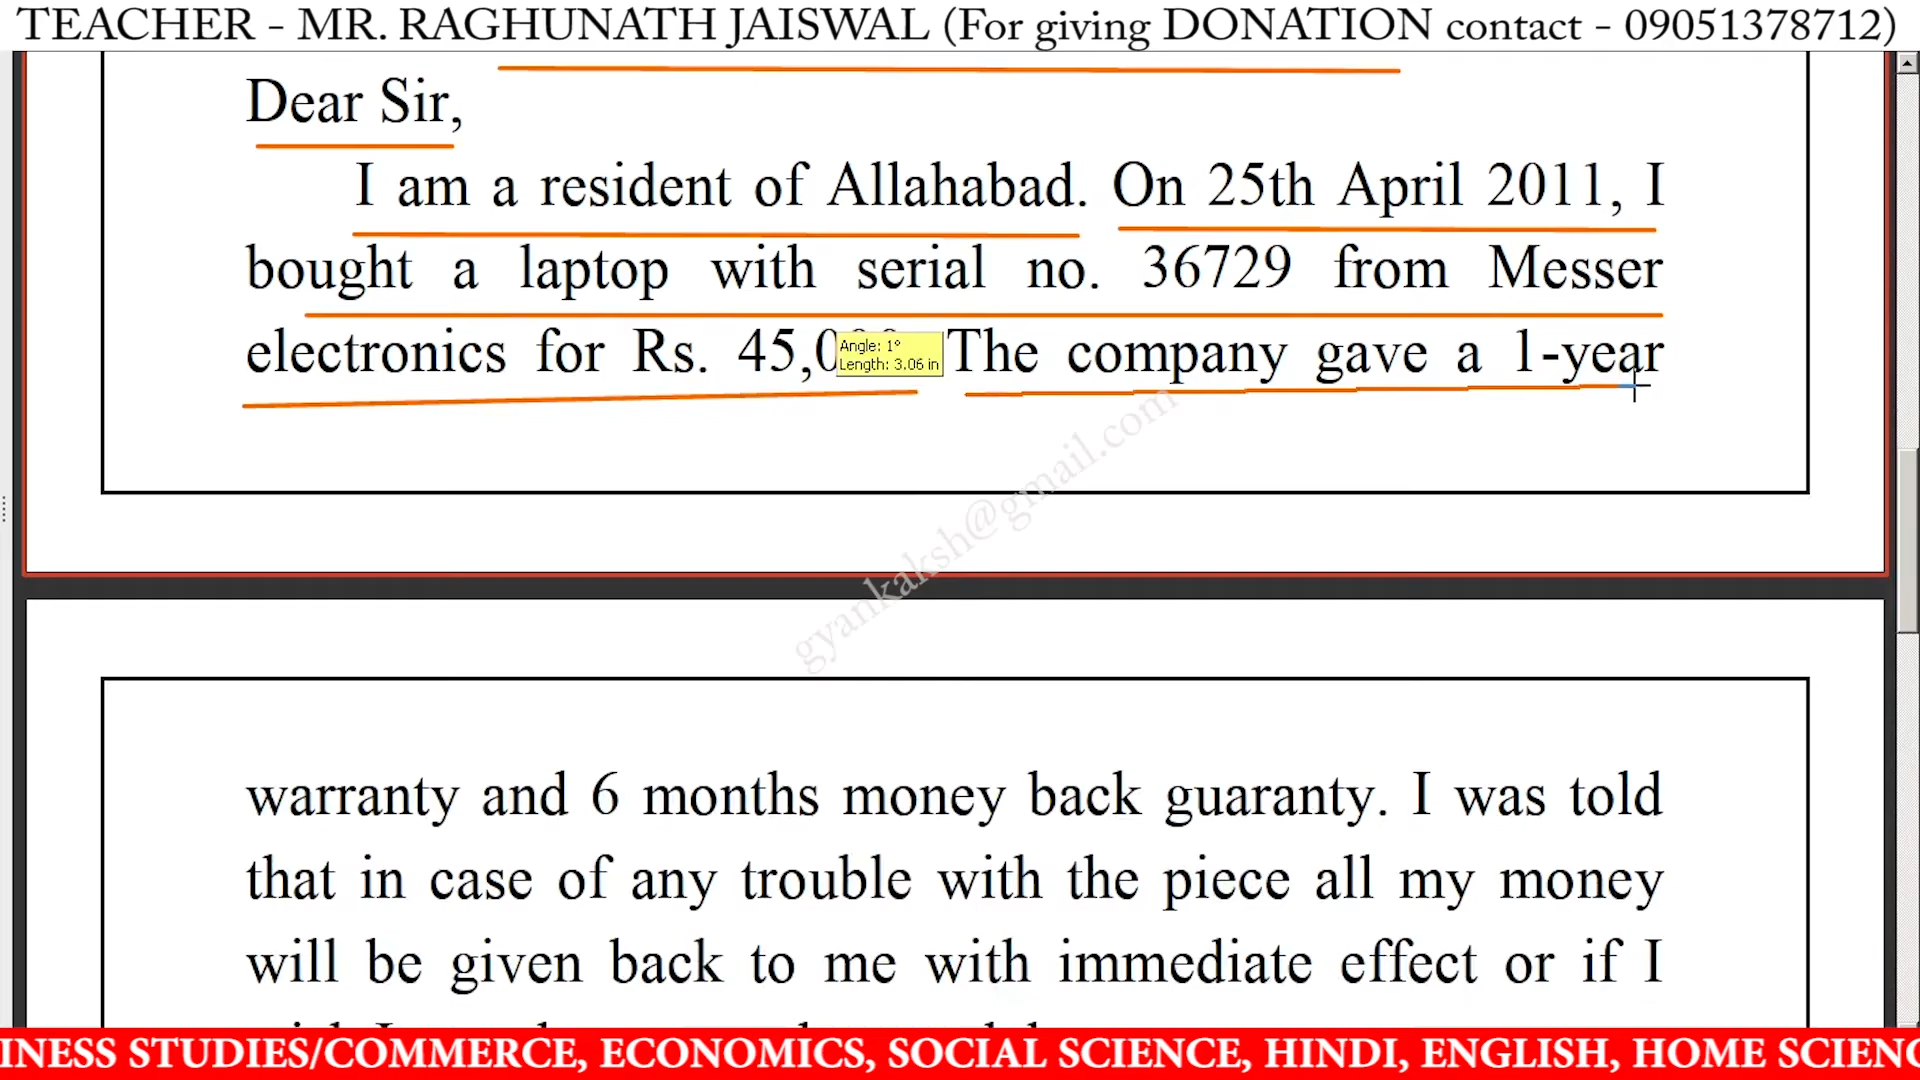 TEACHER - MR. RAGHUNATH JAISWAL (For giving DONATION contact - 09051378712)
Dear Sir,
I am a resident of Allahabad. On 25th April 2011, I
bought a laptop with serial no. 36729 from Messer
electronics for Rs. The company gave a 1-year
Angle: 1°
Length: 3.06 in
gyankaksh@gmail.com
warranty and 6 months money back guaranty. I was told
that in case of any trouble with the piece all my money
will be given back to me with immediate effect or if I
STUDIES/COMMERCE, ECONOMICS, SOCIAL SCIENCE, HINDI, ENGLISH, HOME